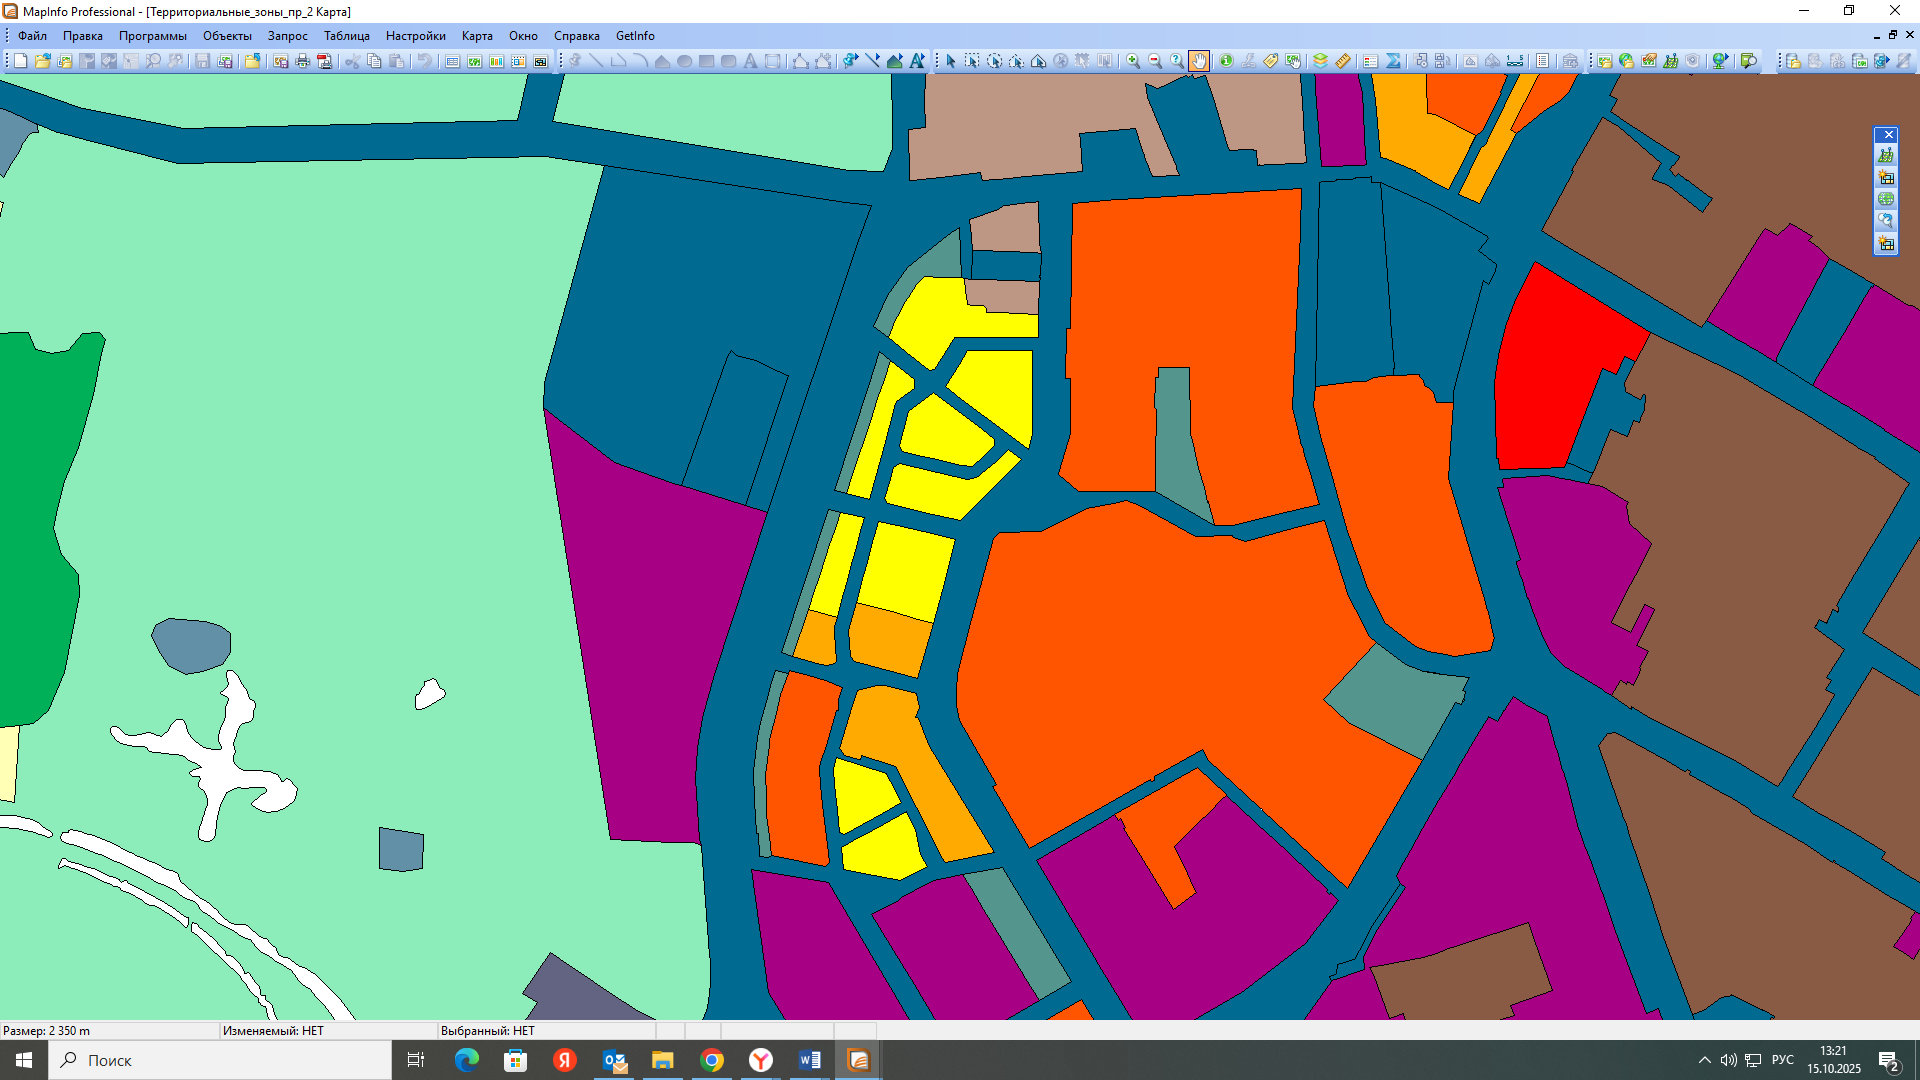 MapInfo Professional - [Территориальные_зоны_пр_2 Карта]
Файл Правка Программы Объекты Запрос Таблица Настройки Карта Окно Справка GetInfo
Размер: 2 350 m Изменяемый: НЕТ Выбранный: НЕТ
Поиск
РУС
13:21
15.10.2025
2